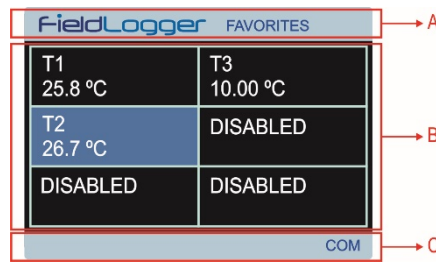 FieldLogger FAVORITES
A
T1
25.8 ºC
T3
10.00 ºC
B
T2
26.7 ºC
DISABLED
DISABLED
DISABLED
COM
C